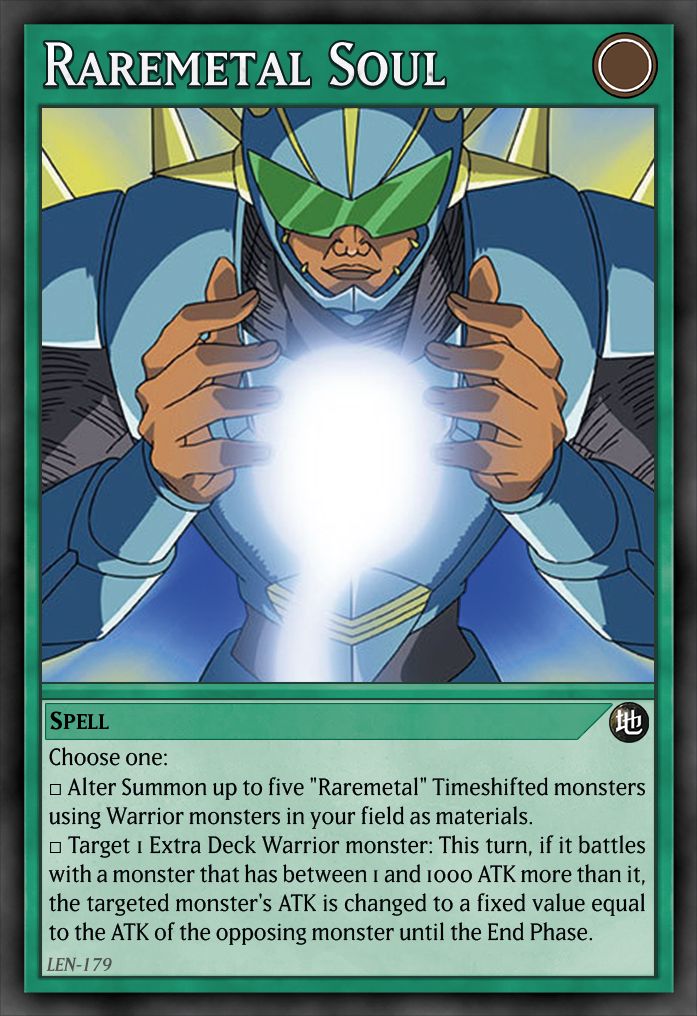 Raremetal Soul
Spell
Choose one:
□ Alter Summon up to five "Raremetal" Timeshifted monsters
using Warrior monsters in your field as materials.
□ Target 1 Extra Deck Warrior monster: This turn, if it battles
with a monster that has between 1 and 1000 ATK more than it,
the targeted monster's ATK is changed to a fixed value equal
to the ATK of the opposing monster until the End Phase.
LEN-179